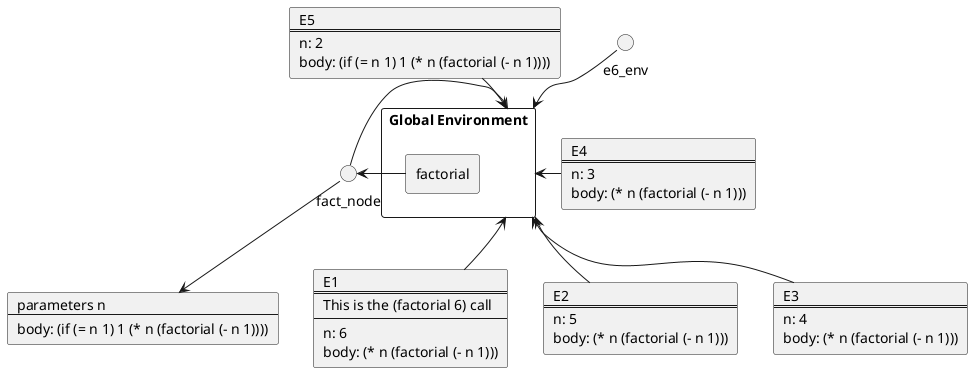 E5
n: 2
body: (if (= n 1) 1 (* n (factorial (- n 1))))
e6_env
Global Environment
factorial
fact_node
E4
n: 3
body: (* n (factorial (- n 1)))
parameters n
body: (if (= n 1) 1 (* n (factorial (- n 1))))
E1
This is the (factorial 6) call
n: 6
body: (* n (factorial (- n 1)))
E2
n: 5
body: (* n (factorial (- n 1)))
E3
n: 4
body: (* n (factorial (- n 1)))